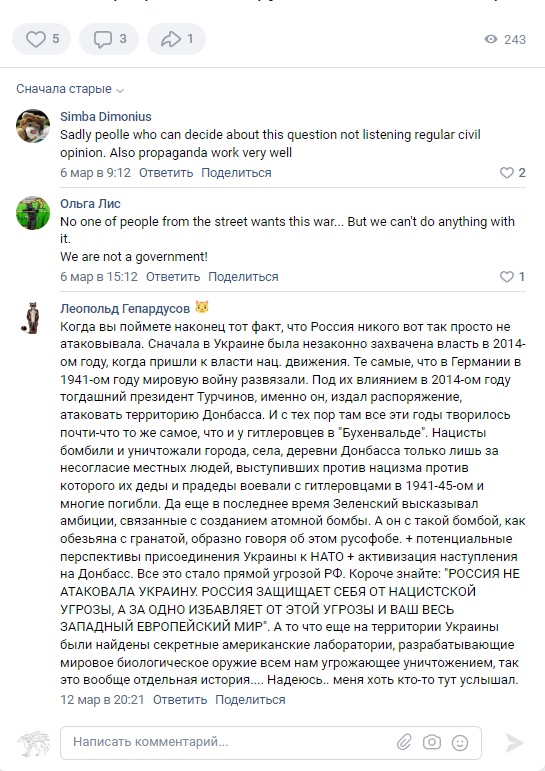 5 3 1 243
Сначала старые
Simba Dimonius
Sadly peolle who can decide about this question not listening regular civil
opinion. Also propaganda work very well
6 мар в 9:12 Ответить Поделиться 2
Ольга Лис
No one of people from the street wants this war... But we can't do anything with
it.
We are not a government!
6 мар в 15:12 Ответить Поделиться 1
Леопольд Гепардусов
Когда вы поймете наконец тот факт, что Россия никого вот так просто не
атаковывала. Сначала в Украине была незаконно захвачена власть в 2014-
ом году, когда пришли к власти нац. движения. Те самые, что в Германии в
1941-ом году мировую войну развязали. Под их влиянием в 2014-ом году
тогдашний президент Турчинов, именно он, издал распоряжение,
атаковать территорию Донбасса. И с тех пор там все эти годы творилось
почти-что то же самое, что и у гитлеровцев в "Бухенвальде". Нацисты
бомбили и уничтожали города, села, деревни Донбасса только лишь за
несогласие местных людей, выступивших против нацизма против
которого их деды и прадеды воевали с гитлеровцами в 1941-45-ом и
многие погибли. Да еще в последнее время Зеленский высказывал
амбиции, связанные с созданием атомной бомбы. А он с такой бомбой, как
обезьяна с гранатой, образно говоря об этом русофобе. + потенциальные
перспективы присоединения Украины к НАТО + активизация наступления
на Донбасс. Все это стало прямой угрозой РФ. Короче знайте: "РОССИЯ НЕ
АТАКОВАЛА УКРАИНУ. РОССИЯ ЗАЩИЩАЕТ СЕБЯ ОТ НАЦИСТСКОЙ
УГРОЗЫ, А ЗА ОДНО ИЗБАВЛЯЕТ ОТ ЭТОЙ УГРОЗЫ И ВАШ ВЕСЬ
ЗАПАДНЫЙ ЕВРОПЕЙСКИЙ МИР". А то что еще на территории Украины
были найдены секретные американские лаборатории, разрабатывающие
мировое биологическое оружие всем нам угрожающее уничтожением, так
это вообще отдельная история.... Надеюсь.. меня хоть кто-то тут услышал.
12 мар в 20:21 Ответить Поделиться
Написать комментарий...